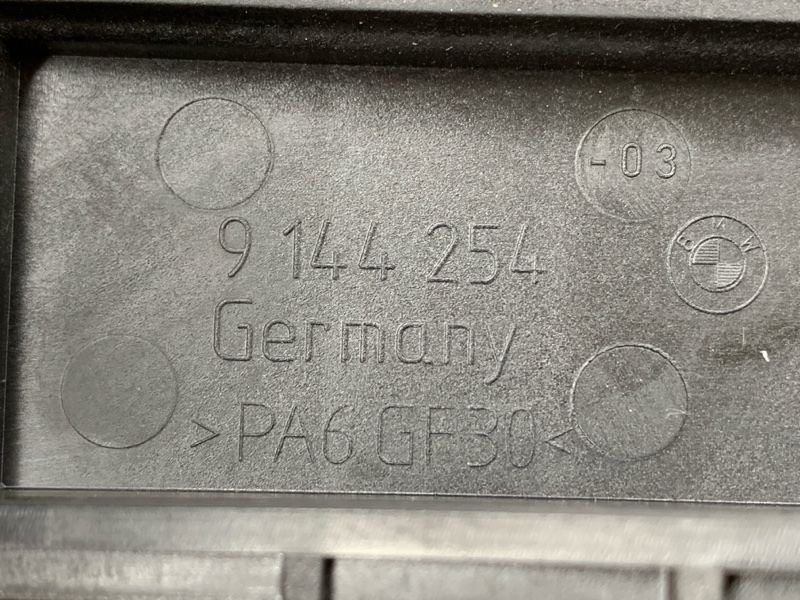 -03
9 144 254
BMW
Germany
>PA6 GF30<